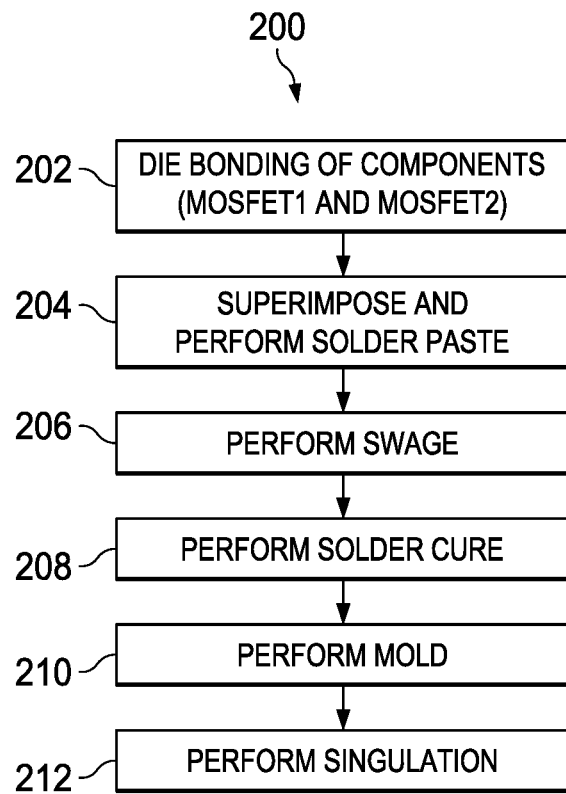 200
202
DIE BONDING OF COMPONENTS
(MOSFET1 AND MOSFET2)
204
SUPERIMPOSE AND
PERFORM SOLDER PASTE
206
PERFORM SWAGE
208
PERFORM SOLDER CURE
210
PERFORM MOLD
212
PERFORM SINGULATION